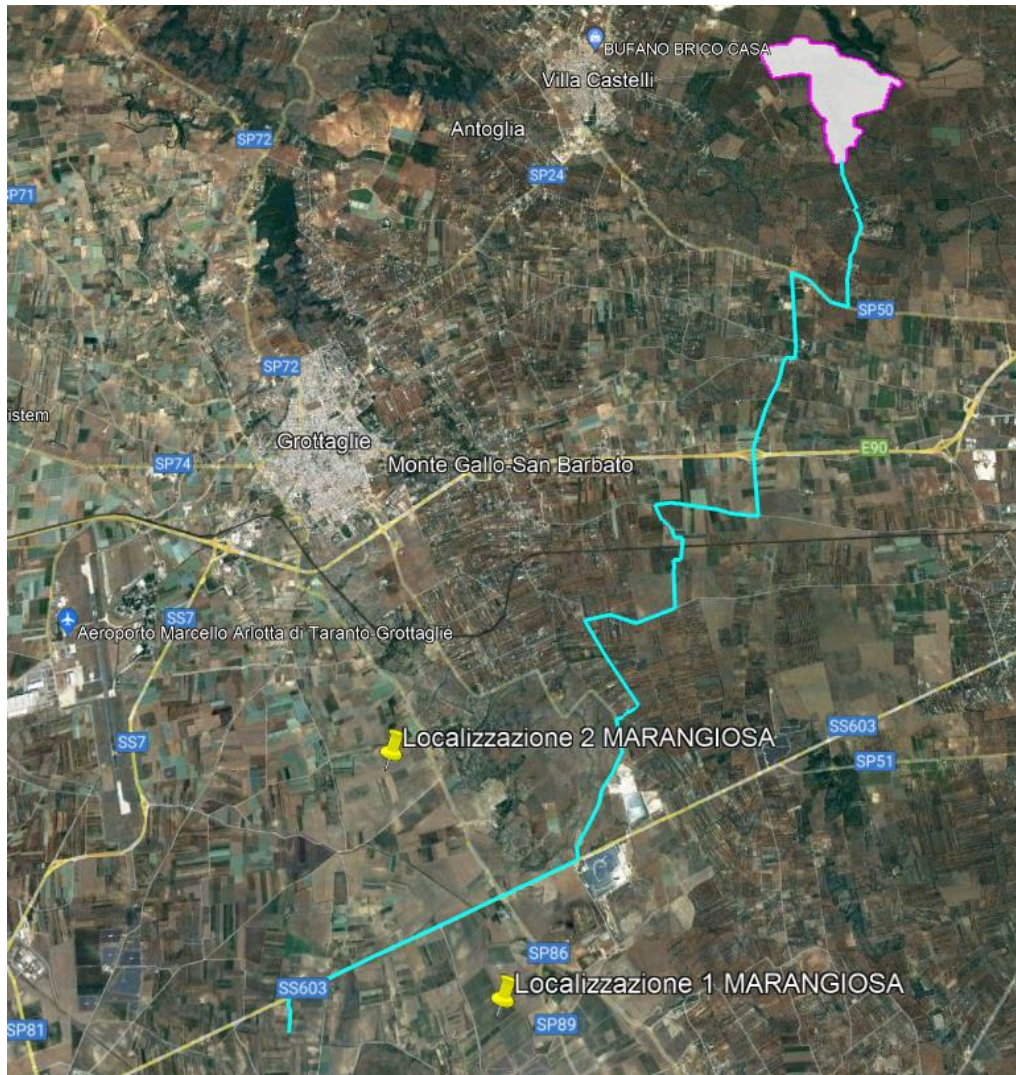 BUFANO BRICO CASA
Villa Castelli
Antoglia
SP72
SP24
SP71
SP50
SP72
istem
Grottaglie
SP74
Monte Gallo-San Barbato
E90
SS7
Aeroporto Marcello Arlotta di Taranto-Grottaglie
SS603
SS7
Localizzazione 2 MARANGIOSA
SP51
SP86
SS603
Localizzazione 1 MARANGIOSA
SP81
SP89